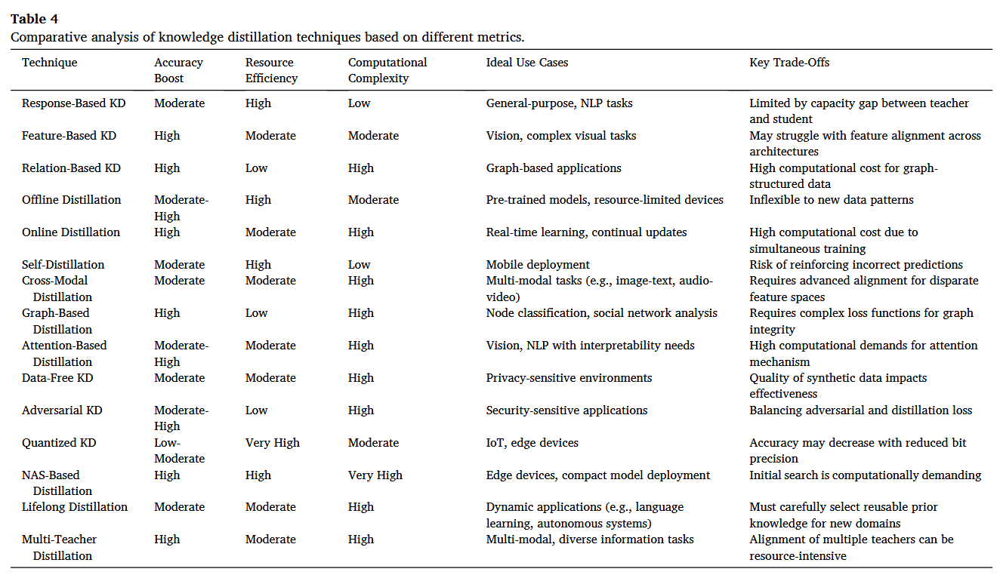 Table 4
Comparative analysis of knowledge distillation techniques based on different metrics.
Technique Accuracy Resource Computational Ideal Use Cases Key Trade-Offs
Boost Efficiency Complexity
Response-Based KD Moderate High Low General-purpose, NLP tasks Limited by capacity gap between teacher
and student
Feature-Based KD High Moderate Moderate Vision, complex visual tasks May struggle with feature alignment across
architectures
Relation-Based KD High Low High Graph-based applications High computational cost for graph-
structured data
Offline Distillation Moderate- High Moderate Pre-trained models, resource-limited devices Inflexible to new data patterns
High
Online Distillation High Moderate High Real-time learning, continual updates High computational cost due to
simultaneous training
Self-Distillation Moderate High Low Mobile deployment Risk of reinforcing incorrect predictions
Cross-Modal Moderate Moderate High Multi-modal tasks (e.g., image-text, audio- Requires advanced alignment for disparate
Distillation video) feature spaces
Graph-Based High Low High Node classification, social network analysis Requires complex loss functions for graph
Distillation integrity
Attention-Based Moderate- Moderate High Vision, NLP with interpretability needs High computational demands for attention
Distillation High mechanism
Data-Free KD Moderate Moderate High Privacy-sensitive environments Quality of synthetic data impacts
effectiveness
Adversarial KD Moderate- Low High Security-sensitive applications Balancing adversarial and distillation loss
High
Quantized KD Low- Very High Moderate IoT, edge devices Accuracy may decrease with reduced bit
Moderate precision
NAS-Based High High Very High Edge devices, compact model deployment Initial search is computationally demanding
Distillation
Lifelong Distillation Moderate Moderate High Dynamic applications (e.g., language Must carefully select reusable prior
learning, autonomous systems) knowledge for new domains
Multi-Teacher High Moderate High Multi-modal, diverse information tasks Alignment of multiple teachers can be
Distillation resource-intensive